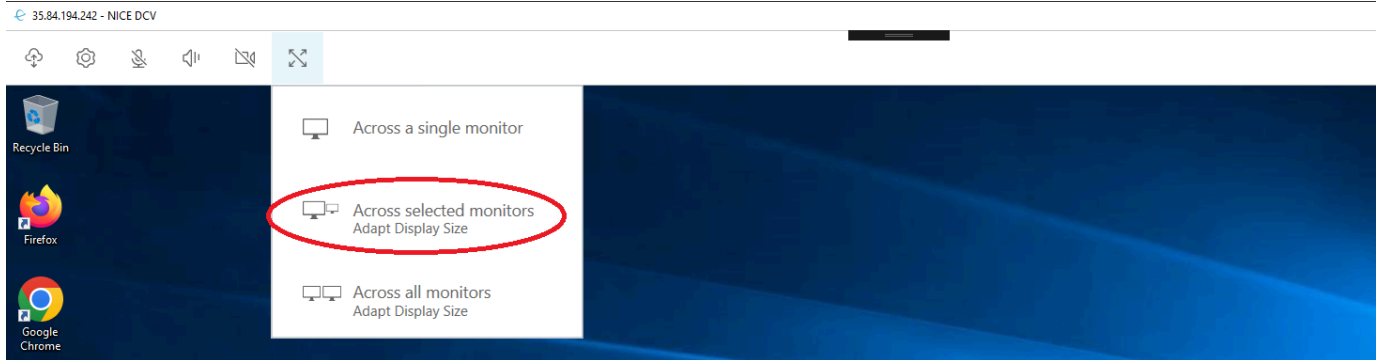 35.84.194.242 - NICE DCV
Across a single monitor
Recycle Bin
Across selected monitors
Adapt Display Size
Firefox
Across all monitors
Adapt Display Size
Google
Chrome